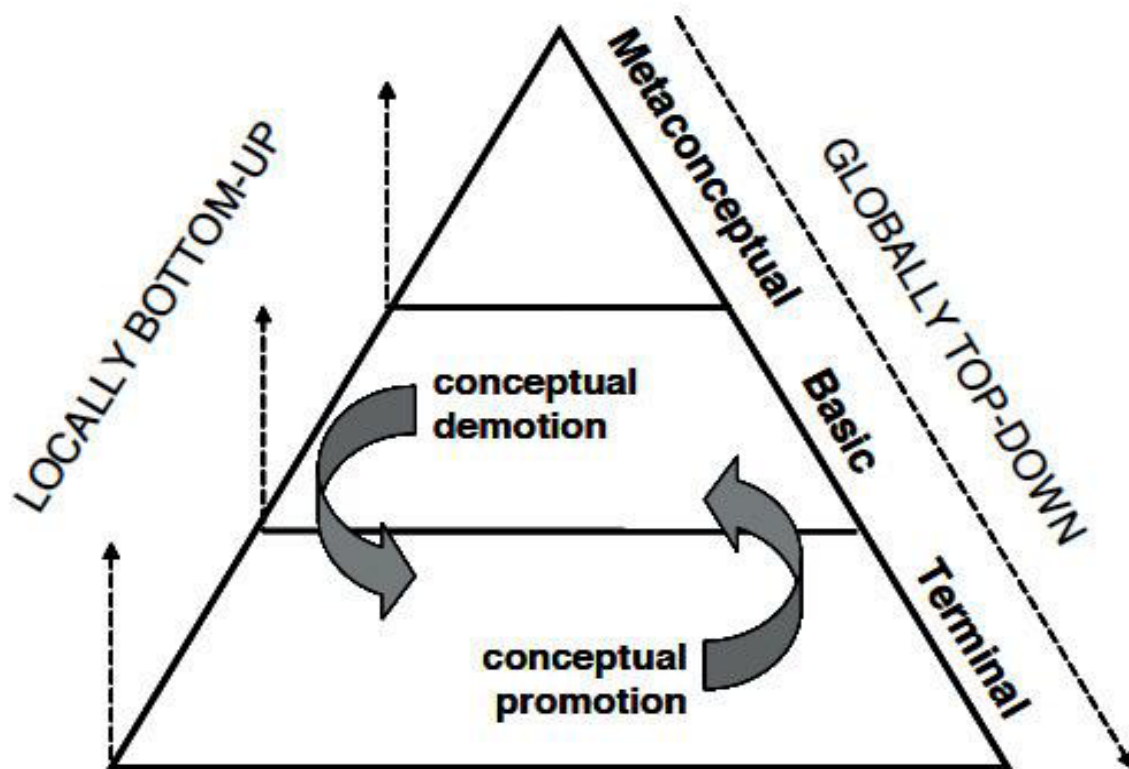 LOCALLY BOTTOM-UP
Metaconceptual
GLOBALLY TOP-DOWN
conceptual
demotion
Basic
Terminal
conceptual
promotion